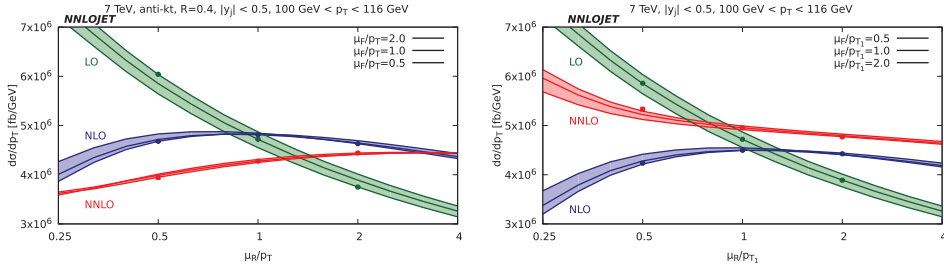 7 TeV, anti-kt, R=0.4, |yⱼ| < 0.5, 100 GeV < pT < 116 GeV
NNLOJET
7x10⁶
6x10⁶
5x10⁶
4x10⁶
3x10⁶
dσ/dpT [fb/GeV]
LO
NLO
NNLO
μF/pT=2.0
μF/pT=1.0
μF/pT=0.5
0.25
0.5
1
2
4
μR/pT
7 TeV, |yⱼ| < 0.5, 100 GeV < pT < 116 GeV
NNLOJET
7x10⁶
6x10⁶
5x10⁶
4x10⁶
3x10⁶
dσ/dpT [fb/GeV]
LO
NNLO
NLO
μF/pT₁=0.5
μF/pT₁=1.0
μF/pT₁=2.0
0.25
0.5
1
2
4
μR/pT₁